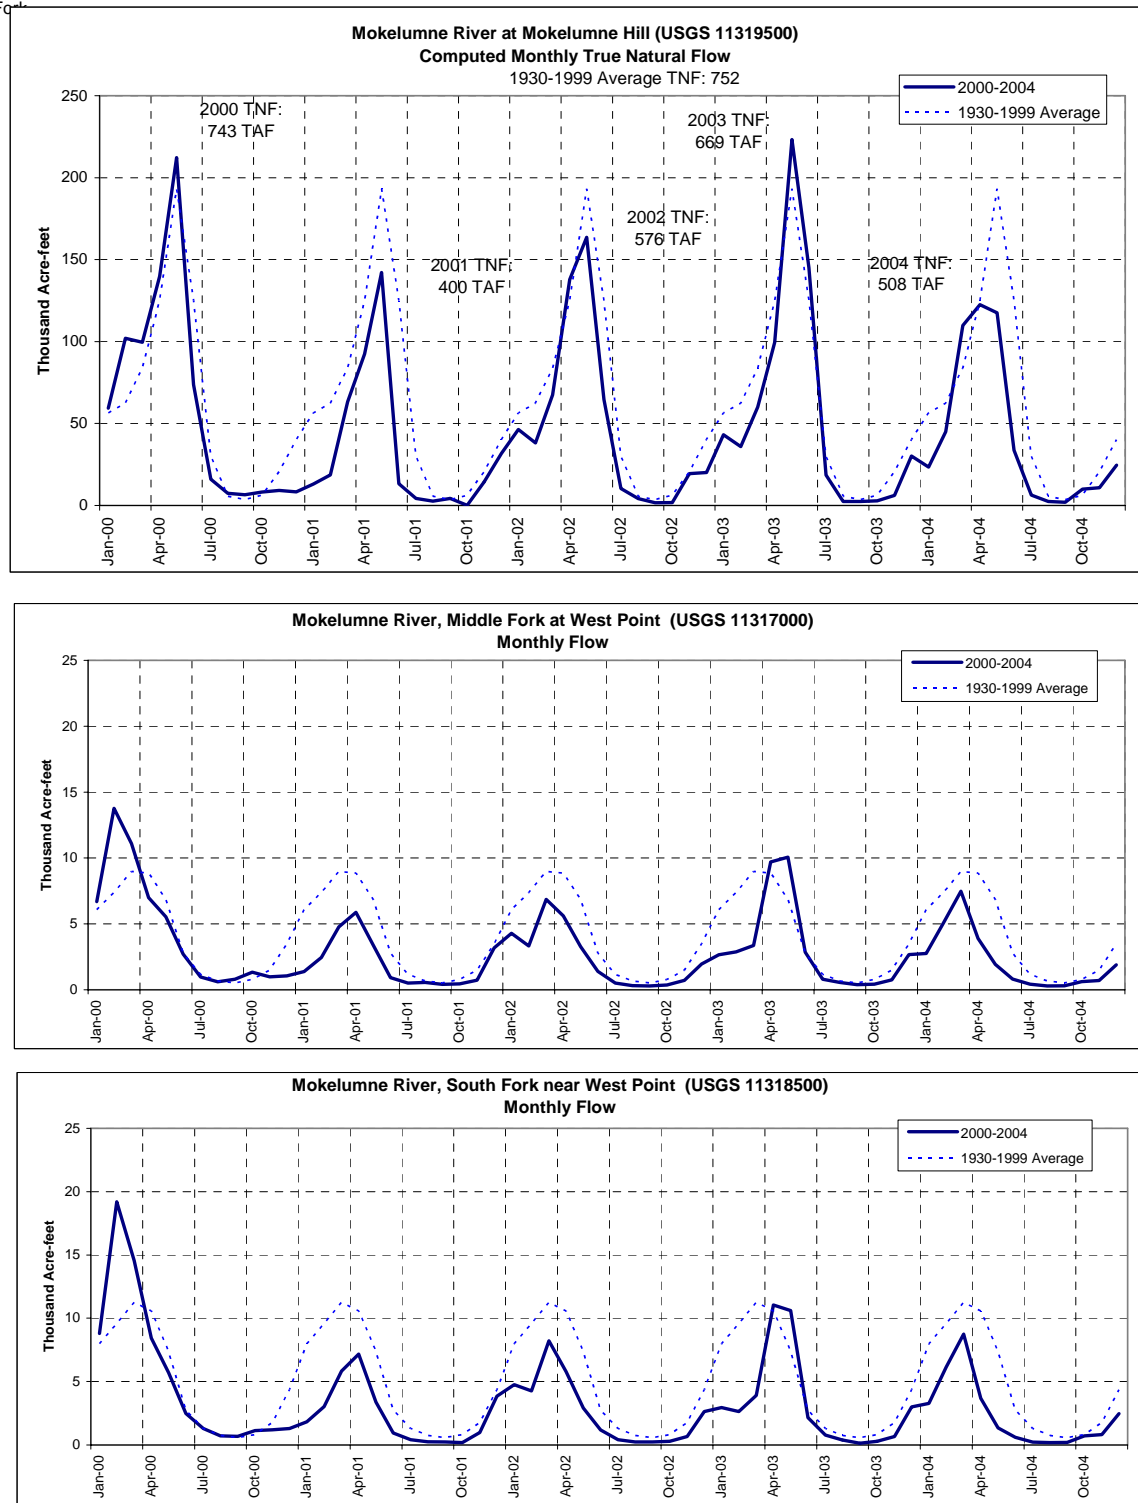 Fork
Mokelumne River at Mokelumne Hill (USGS 11319500)
Computed Monthly True Natural Flow
1930-1999 Average TNF: 752
2000-2004
1930-1999 Average
2000 TNF:
743 TAF
2001 TNF:
400 TAF
2002 TNF:
576 TAF
2003 TNF:
669 TAF
2004 TNF:
508 TAF
Thousand Acre-feet
250
200
150
100
50
0
Jan-00
Apr-00
Jul-00
Oct-00
Jan-01
Apr-01
Jul-01
Oct-01
Jan-02
Apr-02
Jul-02
Oct-02
Jan-03
Apr-03
Jul-03
Oct-03
Jan-04
Apr-04
Jul-04
Oct-04
Mokelumne River, Middle Fork at West Point (USGS 11317000)
Monthly Flow
2000-2004
1930-1999 Average
Thousand Acre-feet
25
20
15
10
5
0
Jan-00
Apr-00
Jul-00
Oct-00
Jan-01
Apr-01
Jul-01
Oct-01
Jan-02
Apr-02
Jul-02
Oct-02
Jan-03
Apr-03
Jul-03
Oct-03
Jan-04
Apr-04
Jul-04
Oct-04
Mokelumne River, South Fork near West Point (USGS 11318500)
Monthly Flow
2000-2004
1930-1999 Average
Thousand Acre-feet
25
20
15
10
5
0
Jan-00
Apr-00
Jul-00
Oct-00
Jan-01
Apr-01
Jul-01
Oct-01
Jan-02
Apr-02
Jul-02
Oct-02
Jan-03
Apr-03
Jul-03
Oct-03
Jan-04
Apr-04
Jul-04
Oct-04